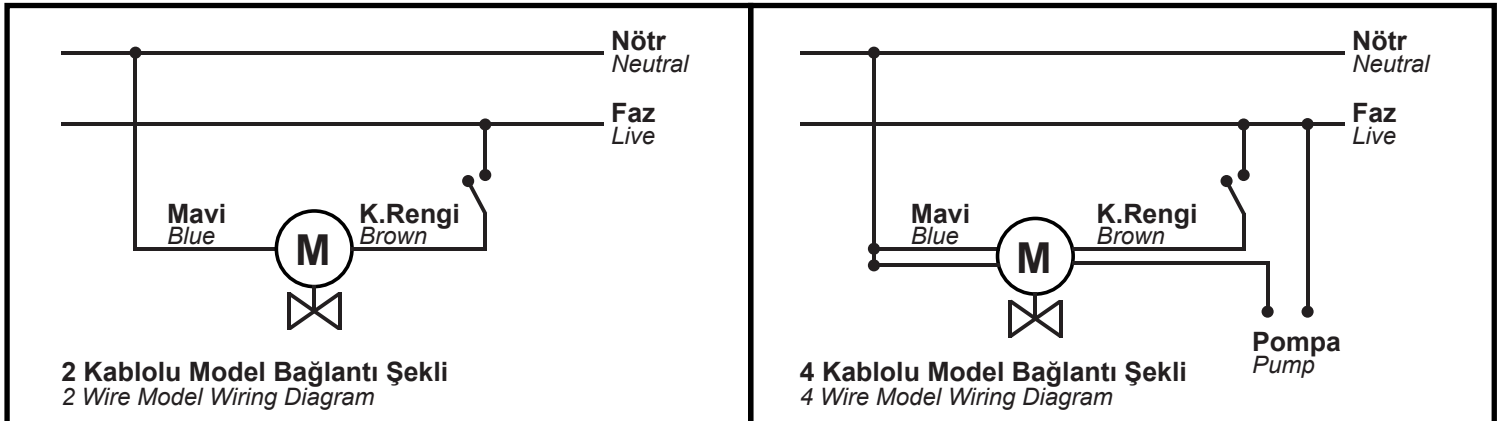 Nötr
Neutral
Faz
Live
Mavi
Blue
K.Rengi
Brown
M
2 Kablolu Model Bağlantı Şekli
2 Wire Model Wiring Diagram
Nötr
Neutral
Faz
Live
Mavi
Blue
K.Rengi
Brown
M
Pompa
Pump
4 Kablolu Model Bağlantı Şekli
4 Wire Model Wiring Diagram